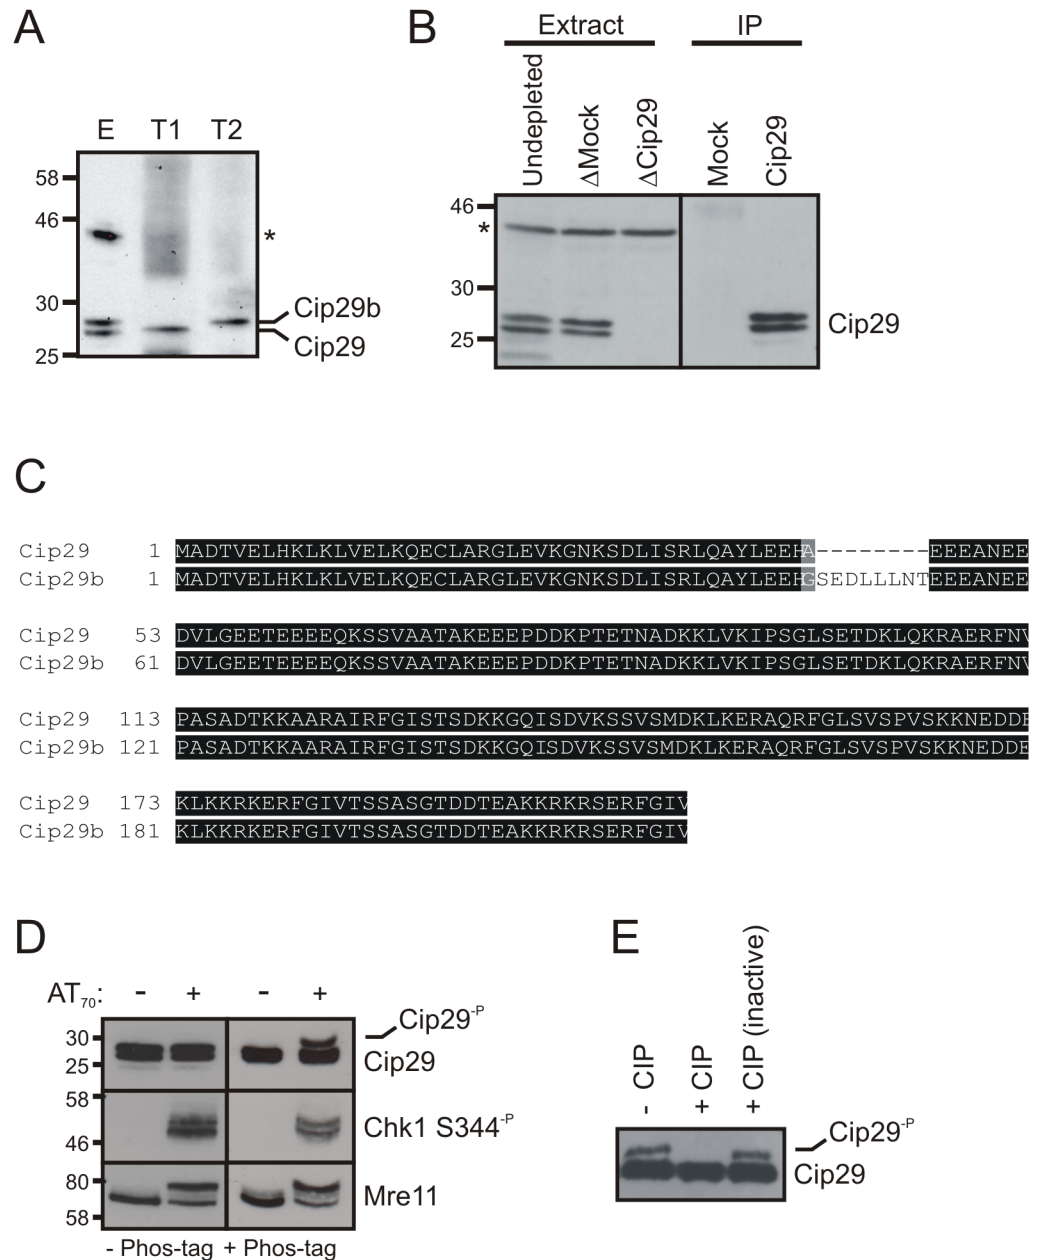 A
B
Extract IP
E T1 T2
Undepleted ΔMock ΔCip29 Mock Cip29
58
46
*
30
25
Cip29b
Cip29
46
*
30
25
Cip29
C
Cip29 1 MADTVELHKLKLVELKQECLARGLEVKGNKSDLISRLQAYLEEHA--------EEEANEE
Cip29b 1 MADTVELHKLKLVELKQECLARGLEVKGNKSDLISRLQAYLEEHGSEDLLLNTEEEANEE
Cip29 53 DVLGEETEEEEQKSSVAATAKEEEPDDKPTETNADKKLVKIPSGLSETDKLQKRAERFNV
Cip29b 61 DVLGEETEEEEQKSSVAATAKEEEPDDKPTETNADKKLVKIPSGLSETDKLQKRAERFNV
Cip29 113 PASADTKKAARAIRFGISTSDKKGQISDVKSSVSMDKLKERAQRFGLSVSPVSKKNEDDE
Cip29b 121 PASADTKKAARAIRFGISTSDKKGQISDVKSSVSMDKLKERAQRFGLSVSPVSKKNEDDE
Cip29 173 KLKKRKERFGIVTSSASGTDDTEAKKRKRSERFGIV
Cip29b 181 KLKKRKERFGIVTSSASGTDDTEAKKRKRSERFGIV
D
E
AT70: - + - +
30
25
Cip29-P
Cip29
58
46
Chk1 S344-P
80
58
Mre11
- Phos-tag + Phos-tag
- CIP + CIP + CIP (inactive)
Cip29-P
Cip29